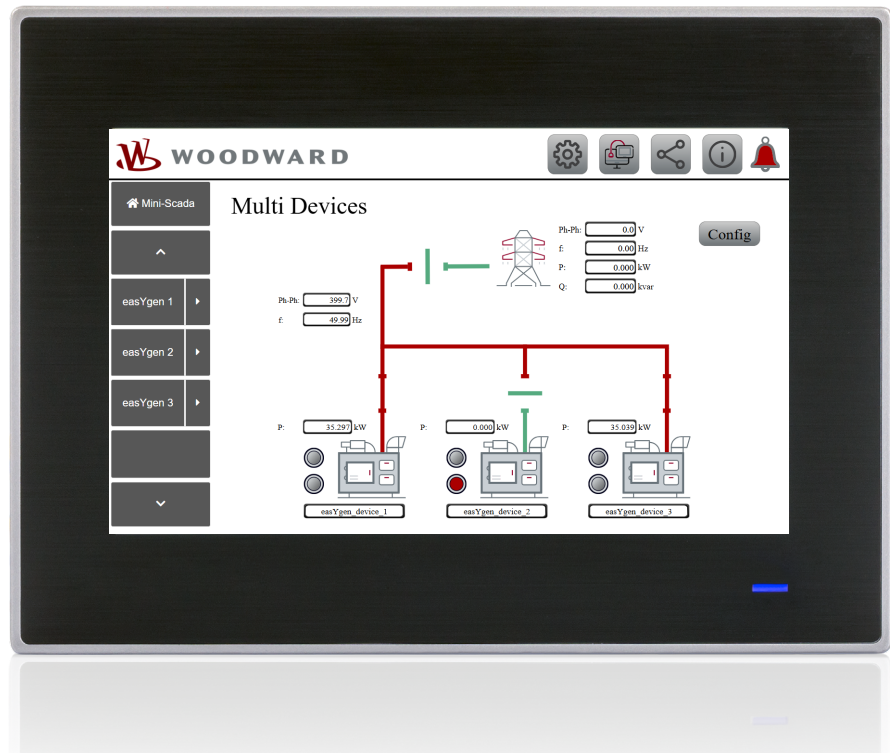 W WOODWARD
Mini-Scada
Multi Devices
Config
Ph-Ph: 0.0 V
f: 0.00 Hz
P: 0.000 kW
Q: 0.000 kvar
easYgen 1
Ph-Ph: 399.7 V
f: 49.99 Hz
easYgen 2
easYgen 3
P: 35.297 kW
P: 0.000 kW
P: 35.039 kW
easYgen_device_1
easYgen_device_2
easYgen_device_3